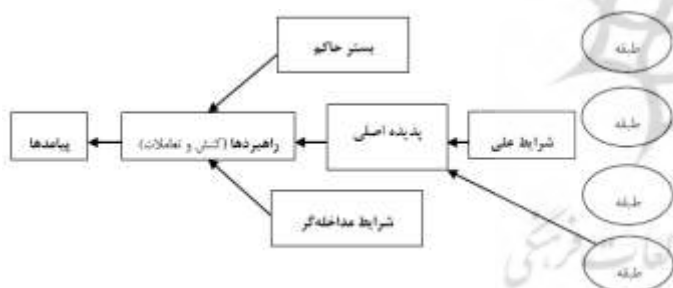 بستر حاکم
طبقه
طبقه
شرایط علی
پدیده اصلی
راهبردها (کنش و تعاملات)
پیامدها
طبقه
شرایط مداخله‌گر
طبقه